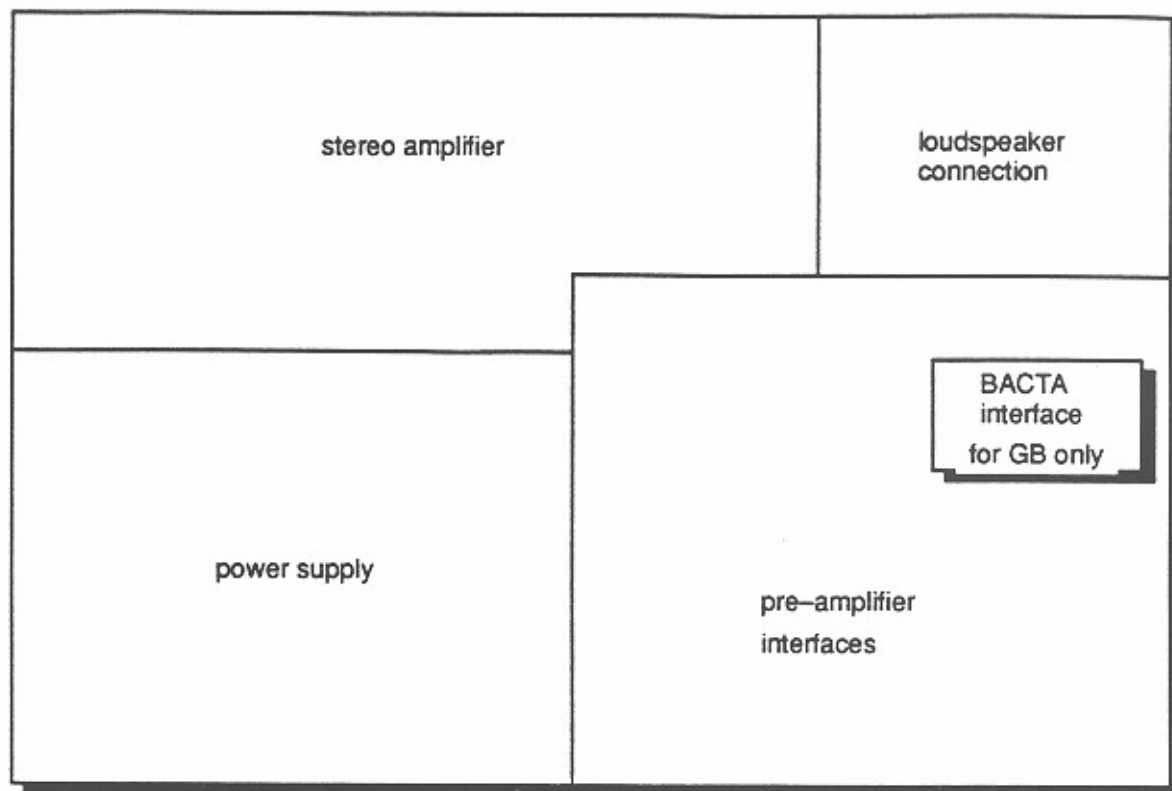 stereo amplifier
loudspeaker
connection
BACTA
interface
for GB only
power supply
pre–amplifier
interfaces